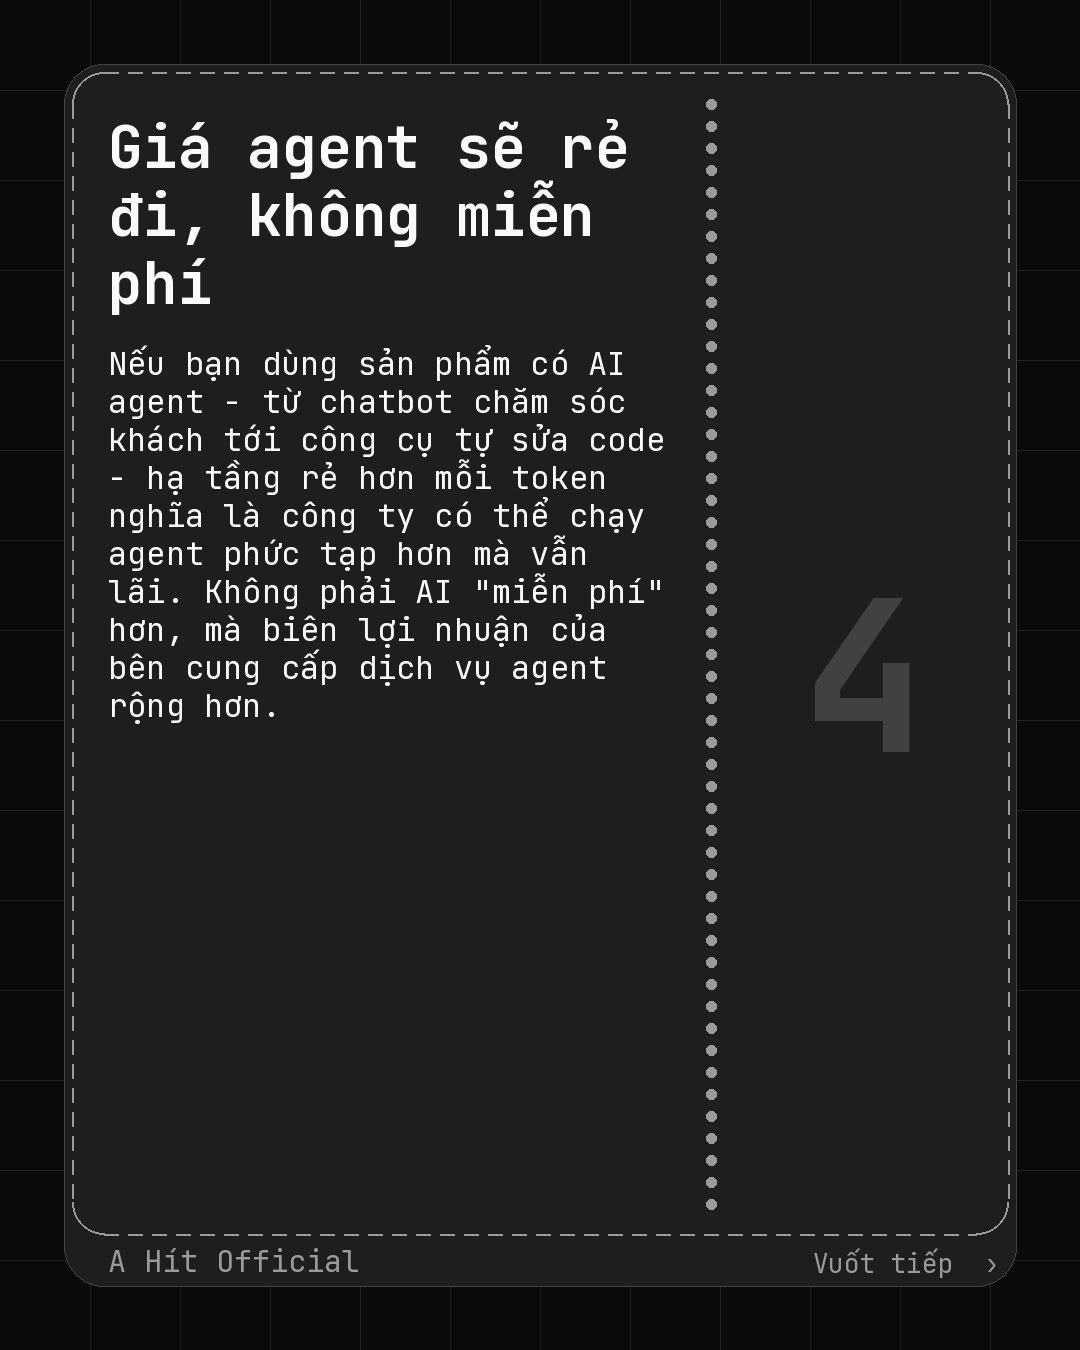 Giá agent sẽ rẻ
đi, không miễn
phí
Nếu bạn dùng sản phẩm có AI
agent - từ chatbot chăm sóc
khách tới công cụ tự sửa code
- hạ tầng rẻ hơn mỗi token
nghĩa là công ty có thể chạy
agent phức tạp hơn mà vẫn
lãi. Không phải AI "miễn phí"
hơn, mà biên lợi nhuận của
bên cung cấp dịch vụ agent
rộng hơn.
4
A Hít Official
Vuốt tiếp ›